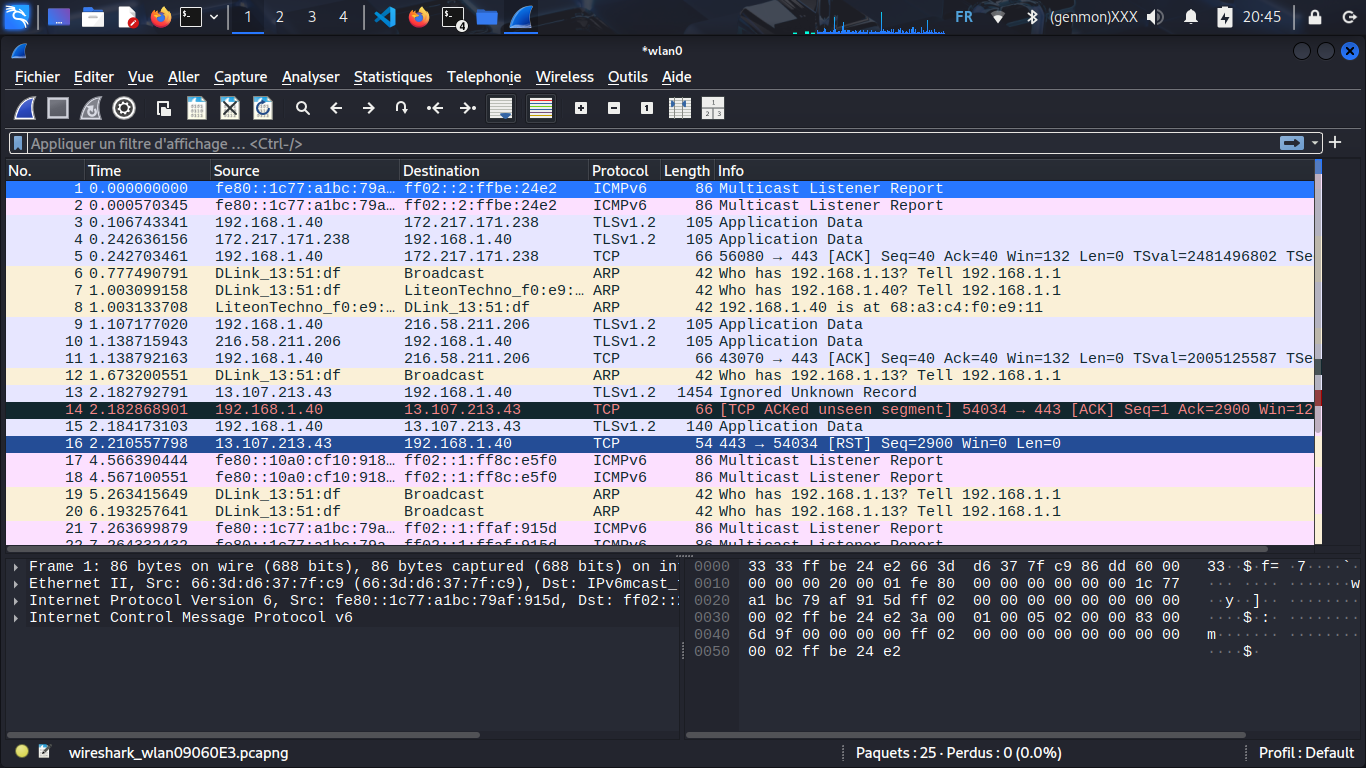 1 2 3 4 4 FR (genmon)XXX 20:45
*wlan0
Fichier Editer Vue Aller Capture Analyser Statistiques Telephonie Wireless Outils Aide
Appliquer un filtre d'affichage … <Ctrl-/>
No. Time Source Destination Protocol Length Info
1 0.000000000 fe80::1c77:a1bc:79a… ff02::2:ffbe:24e2 ICMPv6 86 Multicast Listener Report
2 0.000570345 fe80::1c77:a1bc:79a… ff02::2:ffbe:24e2 ICMPv6 86 Multicast Listener Report
3 0.106743341 192.168.1.40 172.217.171.238 TLSv1.2 105 Application Data
4 0.242636156 172.217.171.238 192.168.1.40 TLSv1.2 105 Application Data
5 0.242703461 192.168.1.40 172.217.171.238 TCP 66 56080 → 443 [ACK] Seq=40 Ack=40 Win=132 Len=0 TSval=2481496802 TSe
6 0.777490791 DLink_13:51:df Broadcast ARP 42 Who has 192.168.1.13? Tell 192.168.1.1
7 1.003099158 DLink_13:51:df LiteonTechno_f0:e9:… ARP 42 Who has 192.168.1.40? Tell 192.168.1.1
8 1.003133708 LiteonTechno_f0:e9:… DLink_13:51:df ARP 42 192.168.1.40 is at 68:a3:c4:f0:e9:11
9 1.107177020 192.168.1.40 216.58.211.206 TLSv1.2 105 Application Data
10 1.138715943 216.58.211.206 192.168.1.40 TLSv1.2 105 Application Data
11 1.138792163 192.168.1.40 216.58.211.206 TCP 66 43070 → 443 [ACK] Seq=40 Ack=40 Win=132 Len=0 TSval=2005125587 TSe
12 1.673200551 DLink_13:51:df Broadcast ARP 42 Who has 192.168.1.13? Tell 192.168.1.1
13 2.182792791 13.107.213.43 192.168.1.40 TLSv1.2 1454 Ignored Unknown Record
14 2.182868901 192.168.1.40 13.107.213.43 TCP 66 [TCP ACKed unseen segment] 54034 → 443 [ACK] Seq=1 Ack=2900 Win=12
15 2.184173103 192.168.1.40 13.107.213.43 TLSv1.2 140 Application Data
16 2.210557798 13.107.213.43 192.168.1.40 TCP 54 443 → 54034 [RST] Seq=2900 Win=0 Len=0
17 4.566390444 fe80::10a0:cf10:918… ff02::1:ff8c:e5f0 ICMPv6 86 Multicast Listener Report
18 4.567100551 fe80::10a0:cf10:918… ff02::1:ff8c:e5f0 ICMPv6 86 Multicast Listener Report
19 5.263415649 DLink_13:51:df Broadcast ARP 42 Who has 192.168.1.13? Tell 192.168.1.1
20 6.193257641 DLink_13:51:df Broadcast ARP 42 Who has 192.168.1.13? Tell 192.168.1.1
21 7.263699879 fe80::1c77:a1bc:79a… ff02::1:ffaf:915d ICMPv6 86 Multicast Listener Report
22 7.264332432 fe80::1c77:a1bc:79a… ff02::1:ffaf:915d ICMPv6 86 Multicast Listener Report
Frame 1: 86 bytes on wire (688 bits), 86 bytes captured (688 bits) on in
Ethernet II, Src: 66:3d:d6:37:7f:c9 (66:3d:d6:37:7f:c9), Dst: IPv6mcast_
Internet Protocol Version 6, Src: fe80::1c77:a1bc:79af:915d, Dst: ff02::
Internet Control Message Protocol v6
0000 33 33 ff be 24 e2 66 3d d6 37 7f c9 86 dd 60 00 33··$·f= ·7····`·
0010 00 00 00 20 00 01 fe 80 00 00 00 00 00 00 1c 77 ··· ···· ·······w
0020 a1 bc 79 af 91 5d ff 02 00 00 00 00 00 00 00 00 ··y··]·· ········
0030 00 02 ff be 24 e2 3a 00 01 00 05 02 00 00 83 00 ····$·:· ········
0040 6d 9f 00 00 00 00 ff 02 00 00 00 00 00 00 00 00 m······· ········
0050 00 02 ff be 24 e2 ····$·
wireshark_wlan09060E3.pcapng Paquets : 25 · Perdus : 0 (0.0%) Profil : Default